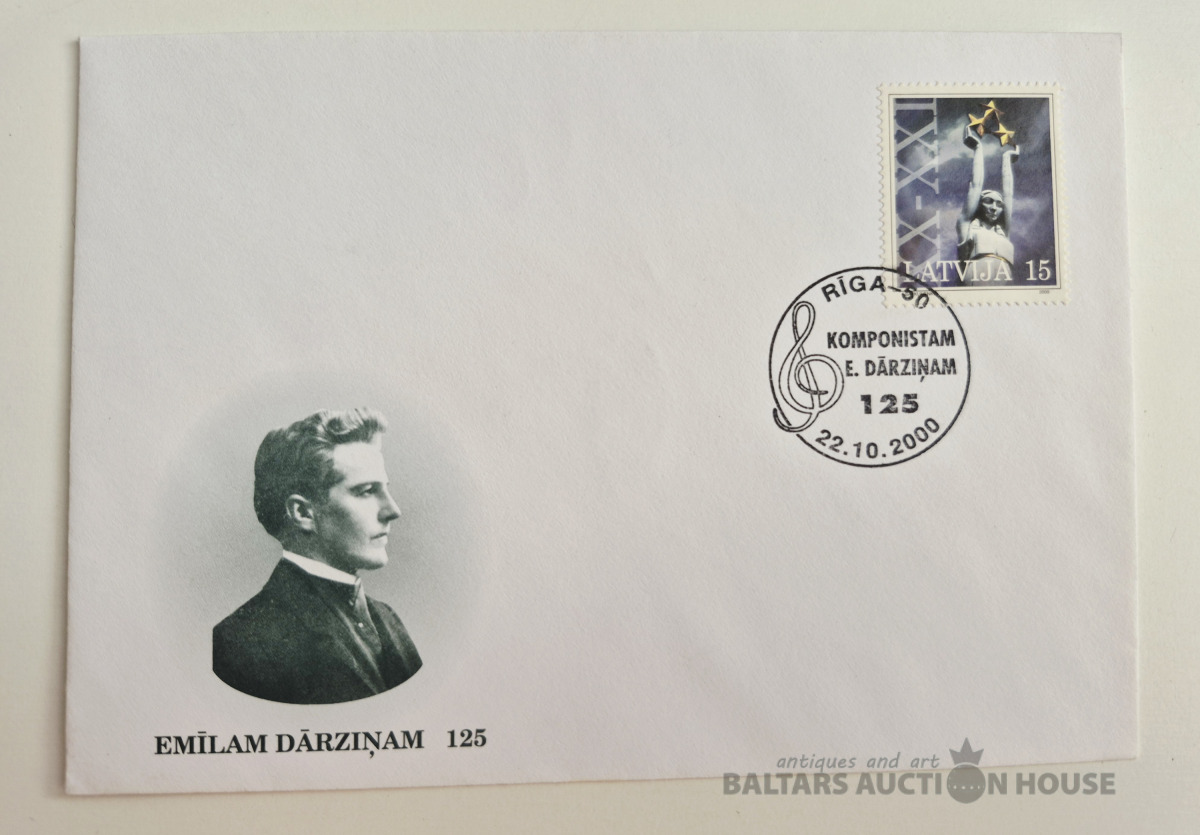 XX-XXI
LATVIJA 15
RĪGA-50
KOMPONISTAM
E. DĀRZIŅAM
125
22.10.2000
EMĪLAM DĀRZIŅAM 125
antiques and art
BALTARS AUCTION HOUSE